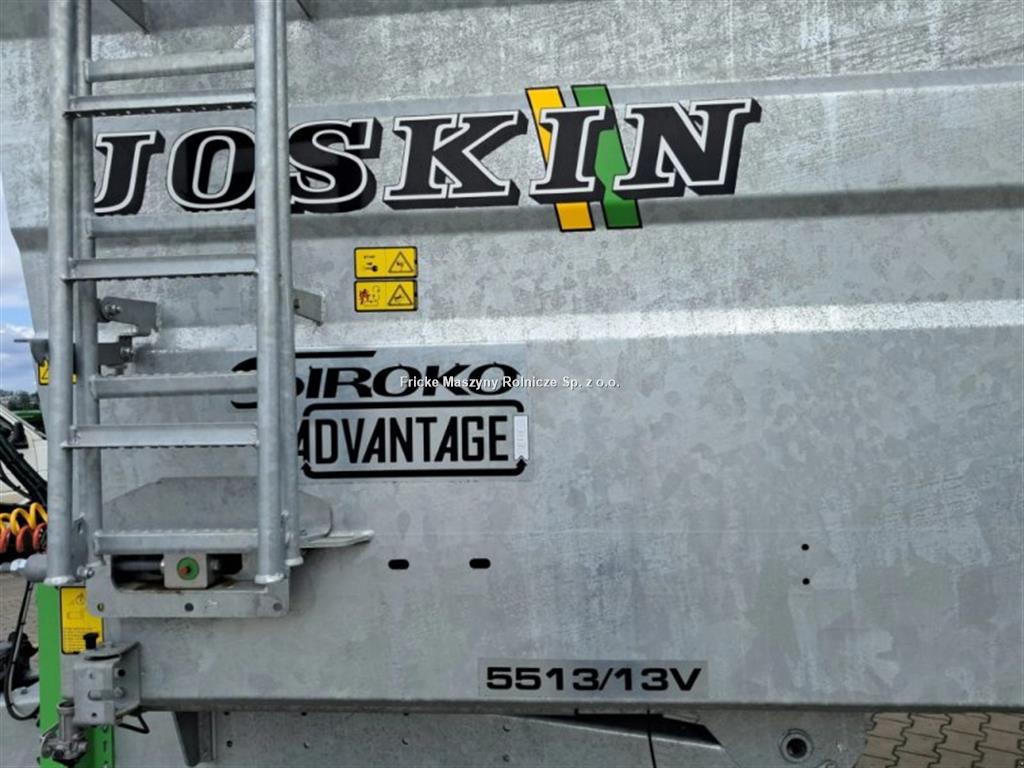 JOSKIN
SIROKO
Fricke Maszyny Rolnicze Sp. z o.o.
ADVANTAGE
5513/13V